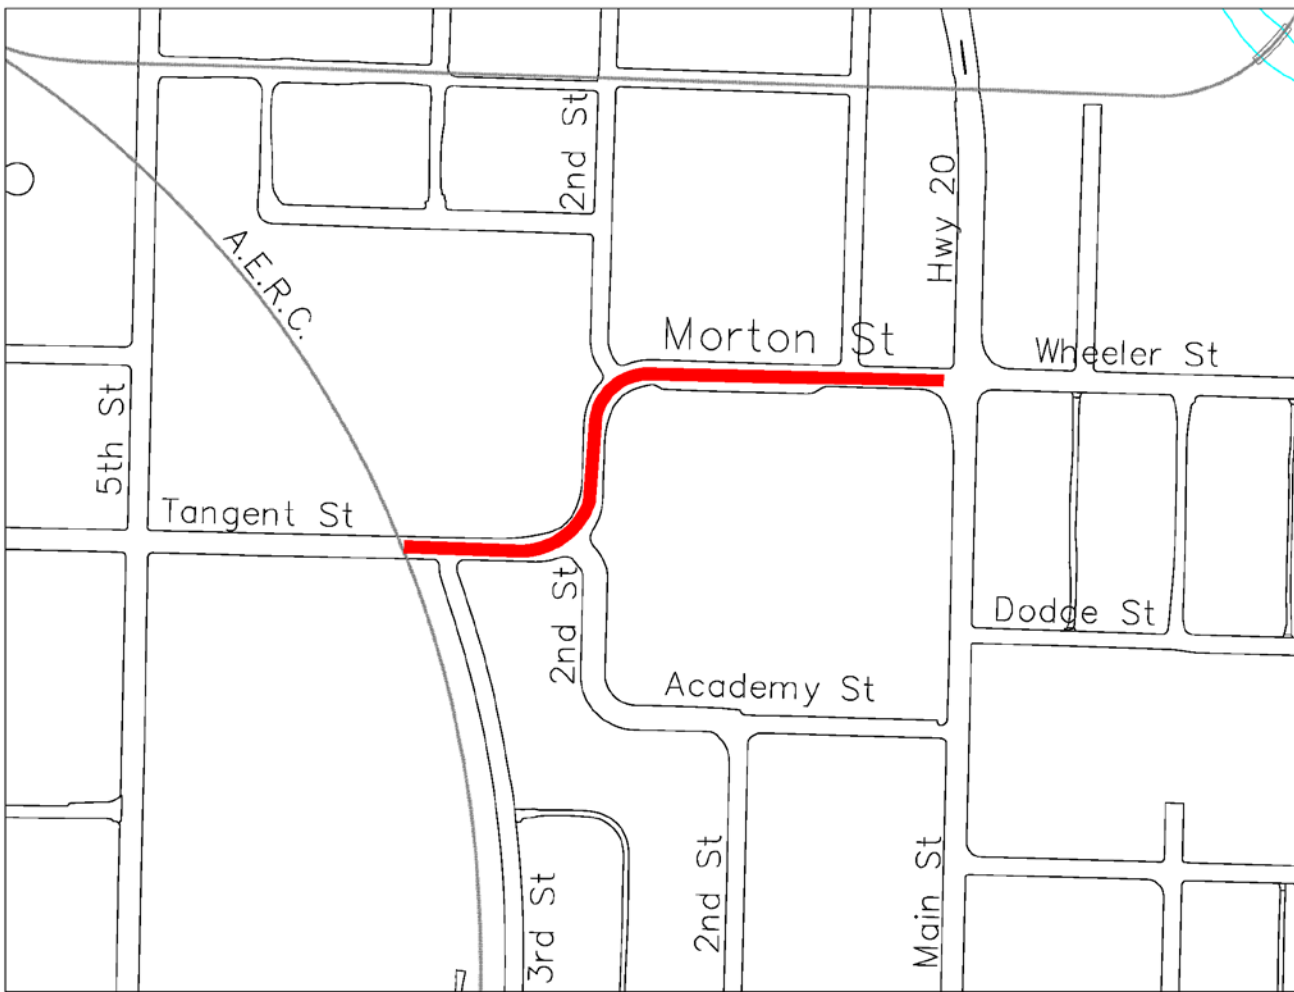 2nd St
Hwy 20
A.E.R.C.
Morton St
Wheeler St
5th St
Tangent St
2nd St
Dodge St
Academy St
3rd St
2nd St
Main St